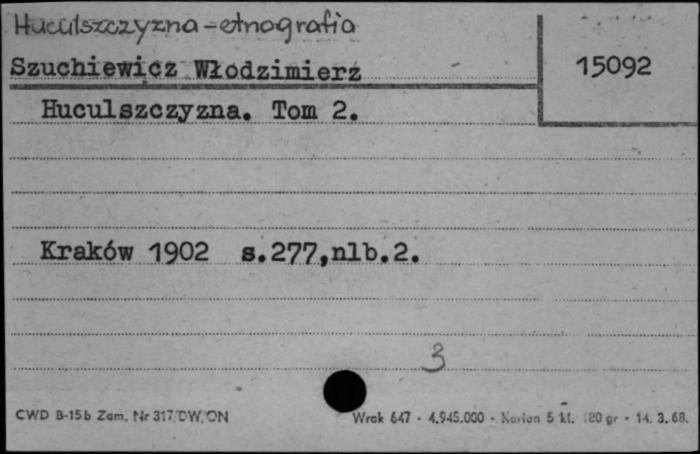 Huculszczyzna - etnografia
Szuchiewicz Włodzimierz
15092
Huculszczyzna. Tom 2.
Kraków 1902 s.277,nlb.2.
3
CWD B-15b Zam. Nr 317/DW/ON
Wrak 647 - 4.945.000 - Karton 5 kl. 180 gr - 14. 3. 68.